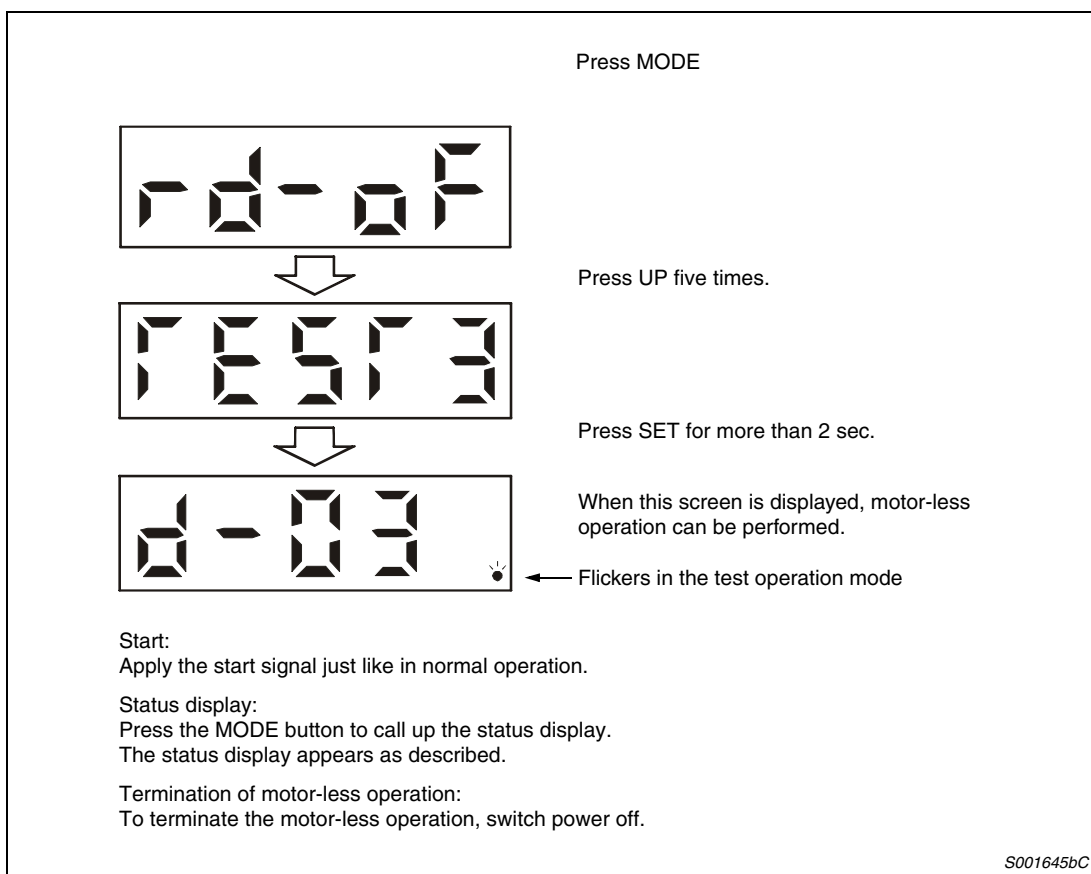 Press MODE
rd-oF
Press UP five times.
TEST3
Press SET for more than 2 sec.
d-03
When this screen is displayed, motor-less
operation can be performed.
Flickers in the test operation mode
Start:
Apply the start signal just like in normal operation.
Status display:
Press the MODE button to call up the status display.
The status display appears as described.
Termination of motor-less operation:
To terminate the motor-less operation, switch power off.
S001645bC